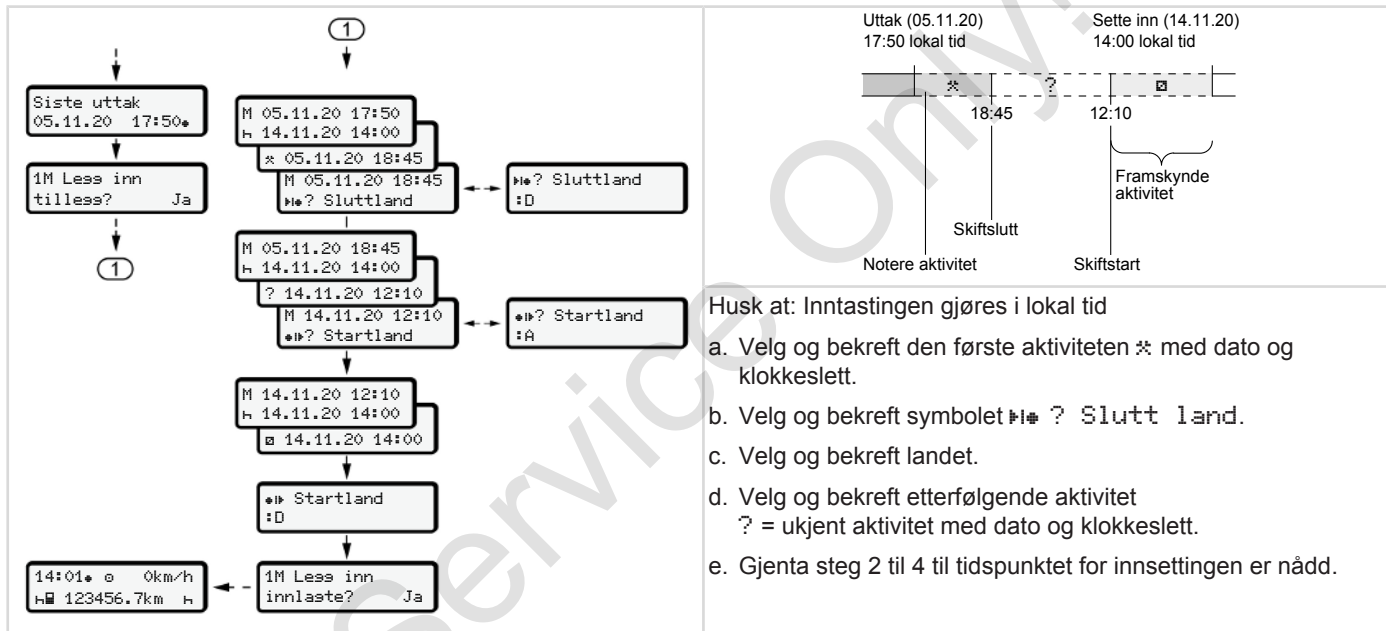 1
Siste uttak
05.11.20 17:50
1M Less inn
tilless? Ja
1
M 05.11.20 17:50
14.11.20 14:00
05.11.20 18:45
M 05.11.20 18:45
? Sluttland
? Sluttland
:D
M 05.11.20 18:45
14.11.20 14:00
? 14.11.20 12:10
M 14.11.20 12:10
? Startland
? Startland
:A
M 14.11.20 12:10
14.11.20 14:00
14.11.20 14:00
Startland
:D
1M Less inn
innlaste? Ja
14:01 0km/h
123456.7km
Uttak (05.11.20)
17:50 lokal tid
Sette inn (14.11.20)
14:00 lokal tid
?
18:45
12:10
Framskynde
aktivitet
Skiftslutt
Notere aktivitet
Skiftstart
Husk at: Inntastingen gjøres i lokal tid
a. Velg og bekreft den første aktiviteten med dato og
klokkeslett.
b. Velg og bekreft symbolet ? Slutt land.
c. Velg og bekreft landet.
d. Velg og bekreft etterfølgende aktivitet
? = ukjent aktivitet med dato og klokkeslett.
e. Gjenta steg 2 til 4 til tidspunktet for innsettingen er nådd.
Service Only!